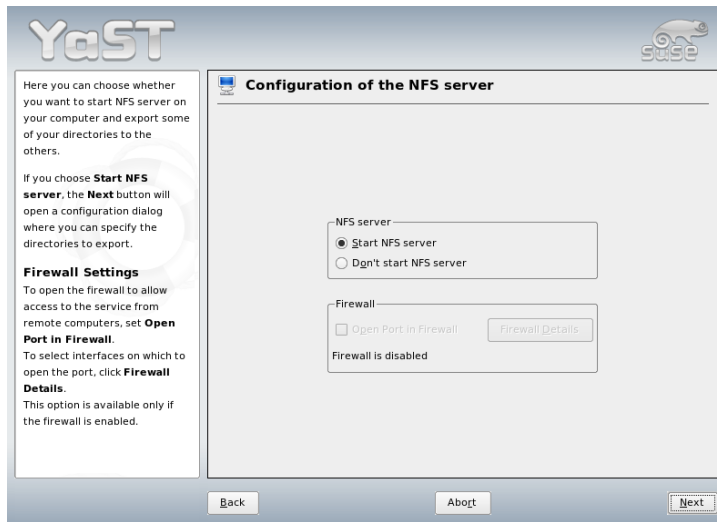 YaST
SUSE
Here you can choose whether
you want to start NFS server on
your computer and export some
of your directories to the
others.
If you choose Start NFS
server, the Next button will
open a configuration dialog
where you can specify the
directories to export.
Firewall Settings
To open the firewall to allow
access to the service from
remote computers, set Open
Port in Firewall.
To select interfaces on which to
open the port, click Firewall
Details.
This option is available only if
the firewall is enabled.
Configuration of the NFS server
NFS server
Start NFS server
Don't start NFS server
Firewall
Open Port in Firewall
Firewall Details
Firewall is disabled
Back
Abort
Next